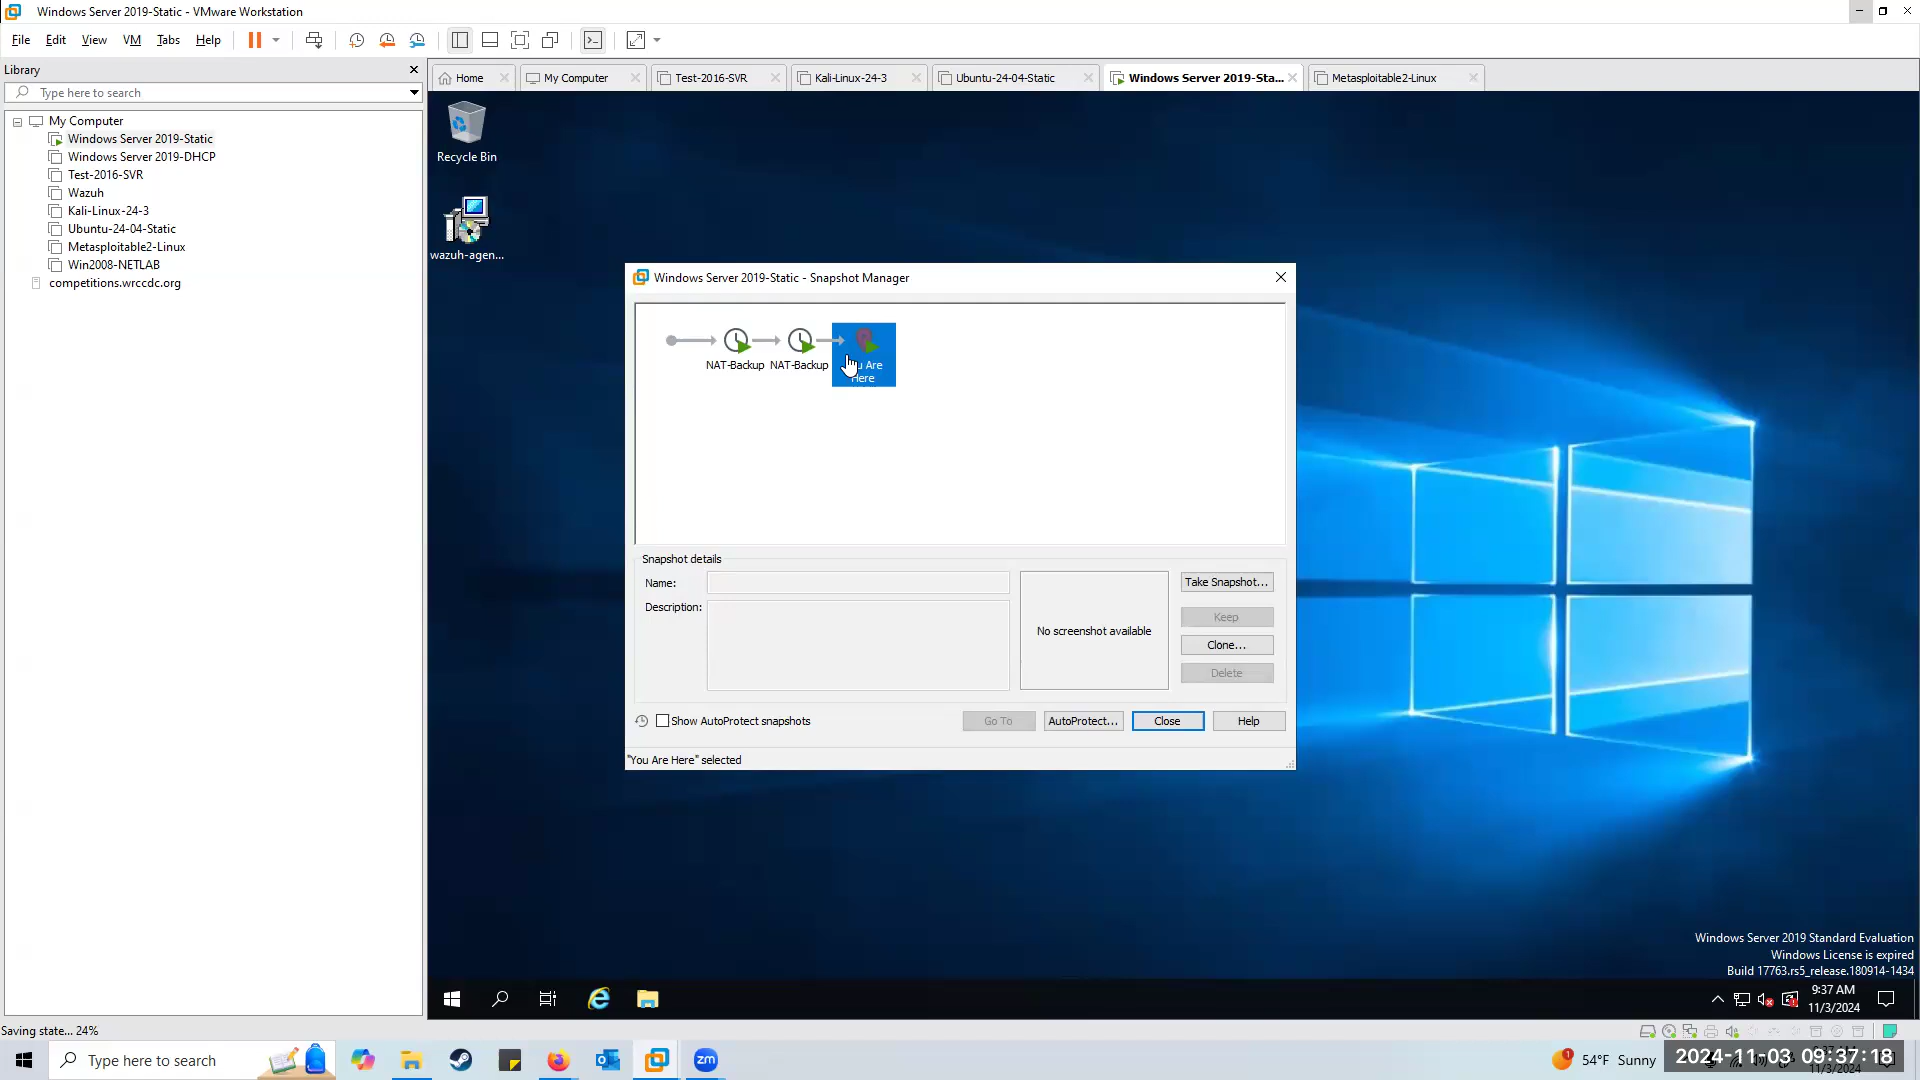 Windows Server 2019-Static - VMware Workstation
File Edit View VM Tabs Help
Library
Type here to search
My Computer
Windows Server 2019-Static
Windows Server 2019-DHCP
Test-2016-SVR
Wazuh
Kali-Linux-24-3
Ubuntu-24-04-Static
Metasploitable2-Linux
Win2008-NETLAB
competitions.wrccdc.org
Home My Computer Test-2016-SVR Kali-Linux-24-3 Ubuntu-24-04-Static Windows Server 2019-Sta... Metasploitable2-Linux
Recycle Bin
wazuh-agen...
Windows Server 2019-Static - Snapshot Manager
NAT-Backup NAT-Backup Are
Here
Snapshot details
Name:
Description:
No screenshot available
Take Snapshot...
Keep
Clone...
Delete
Show AutoProtect snapshots
Go To AutoProtect... Close Help
"You Are Here" selected
Windows Server 2019 Standard Evaluation
Windows License is expired
Build 17763.rs5_release.180914-1434
9:37 AM
11/3/2024
Saving state... 24%
Type here to search
zm
1
54°F Sunny
2024-11-03 09:37:18
11/3/2024